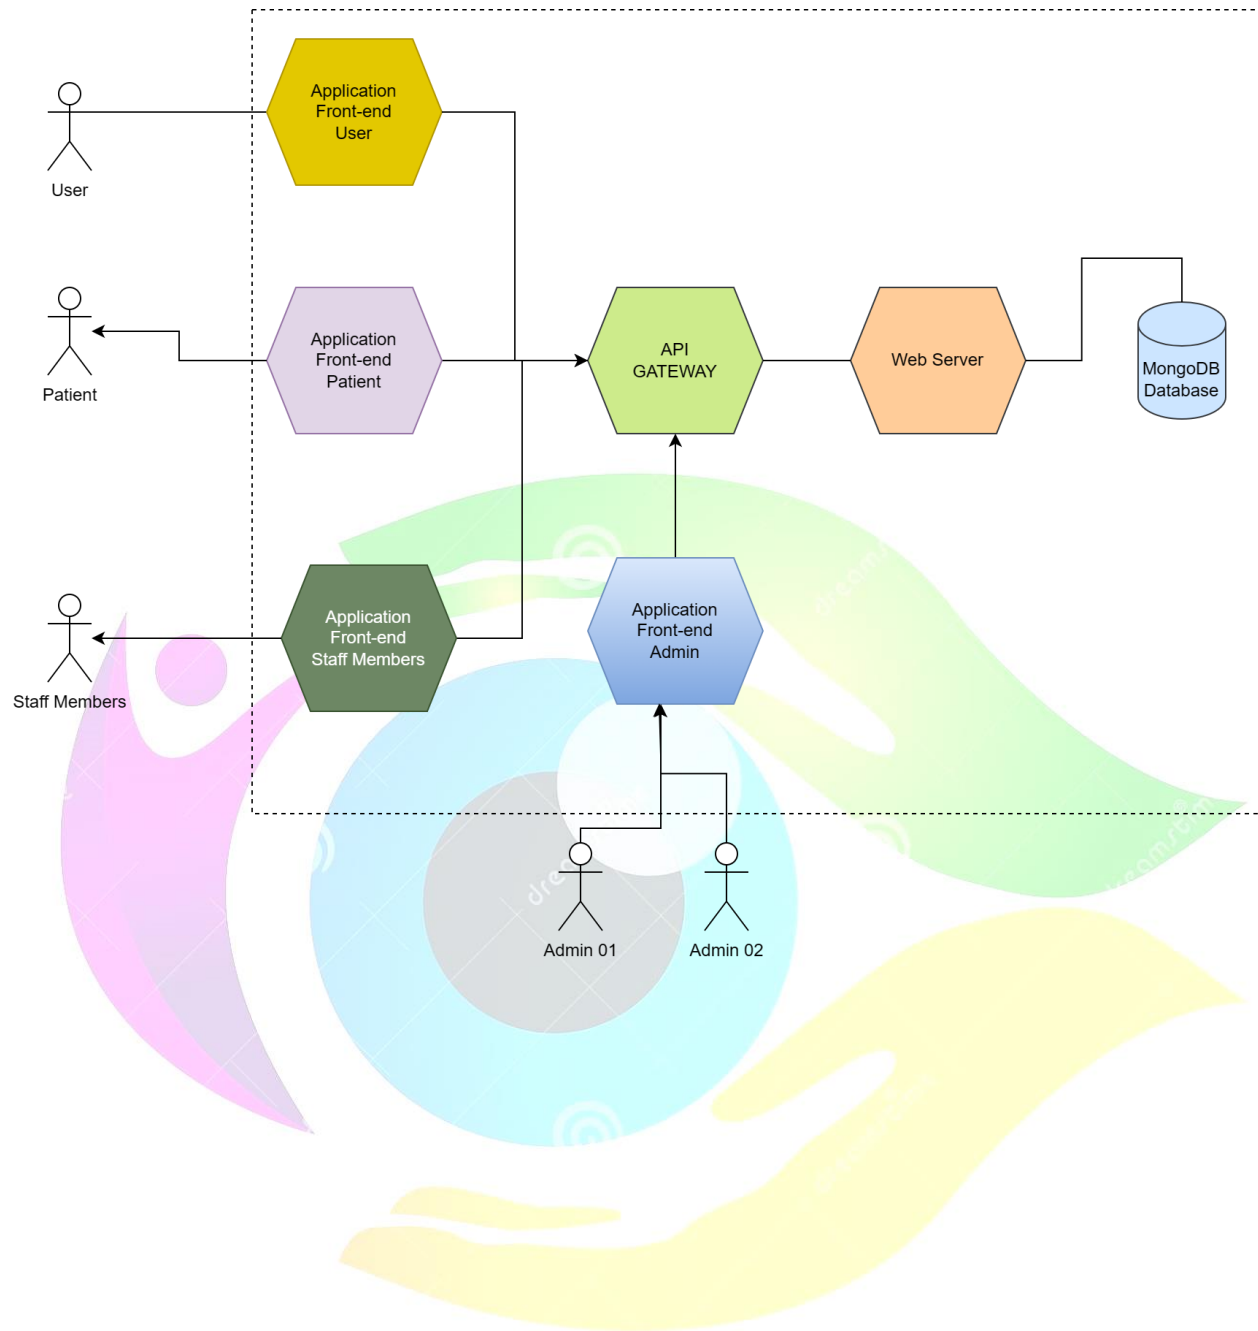 Application
Front-end
User
User
Application
Front-end
Patient
Patient
API
GATEWAY
Web Server
MongoDB
Database
Application
Front-end
Staff Members
Staff Members
Application
Front-end
Admin
Admin 01
Admin 02
dreamstime